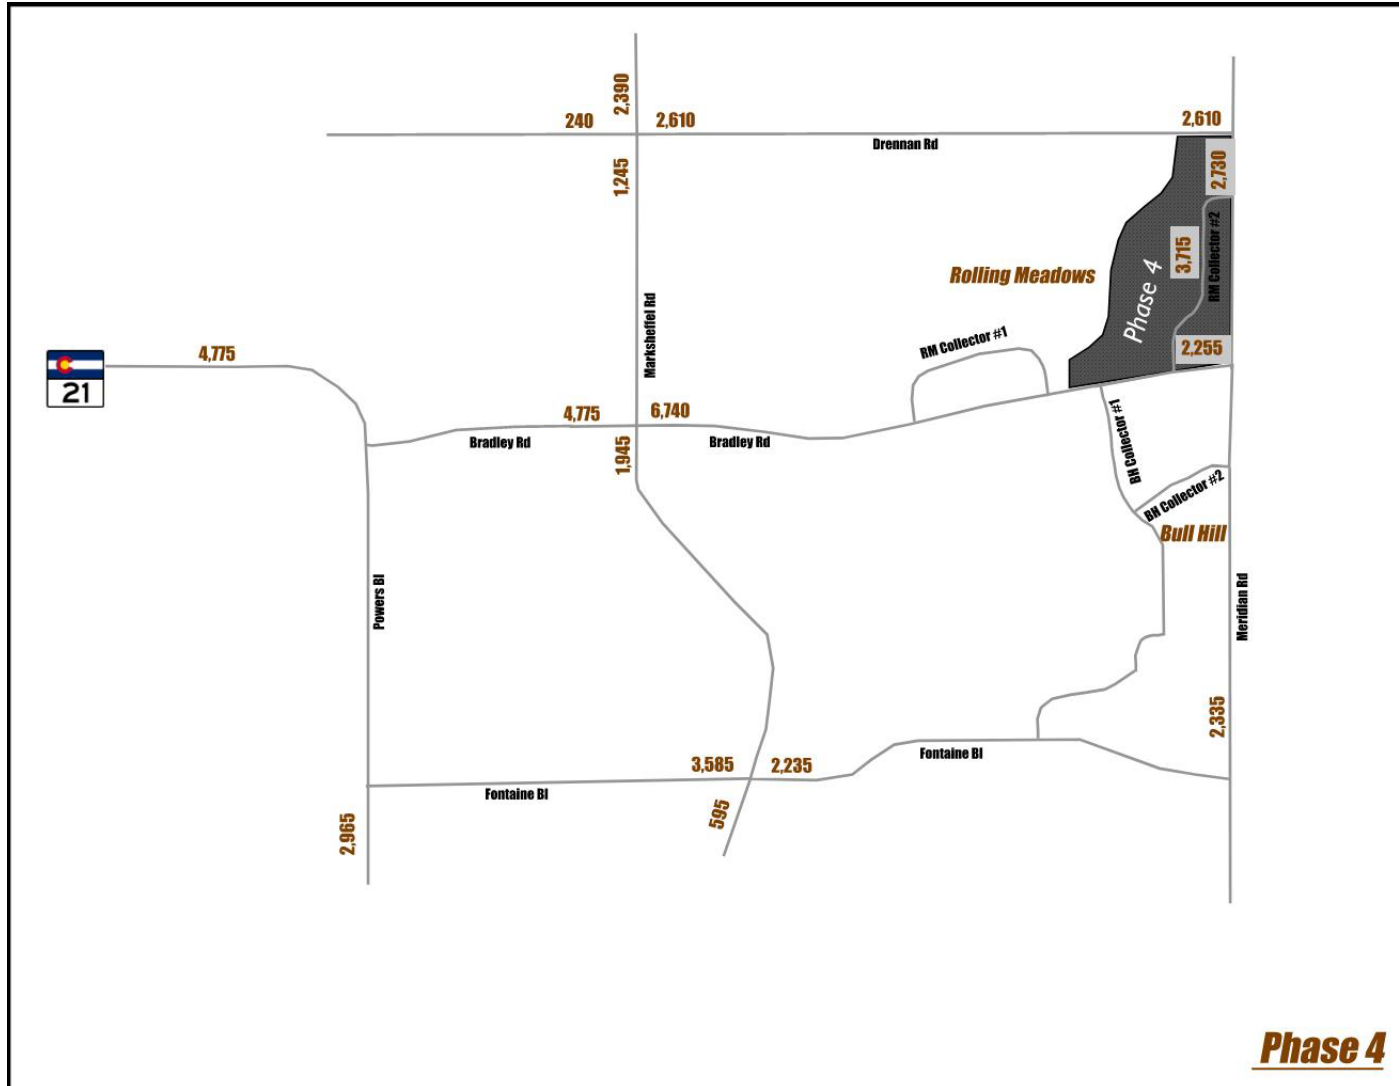 2,390
240
2,610
2,610
Drennan Rd
1,245
2,730
3,715
RM Collector #2
Rolling Meadows
Phase 4
Marksheffel Rd
RM Collector #1
2,255
4,775
21
4,775
6,740
Bradley Rd
Bradley Rd
1,945
BH Collector #1
BH Collector #2
Bull Hill
Powers Bl
Meridian Rd
2,335
3,585
2,235
Fontaine Bl
Fontaine Bl
595
2,965
Phase 4